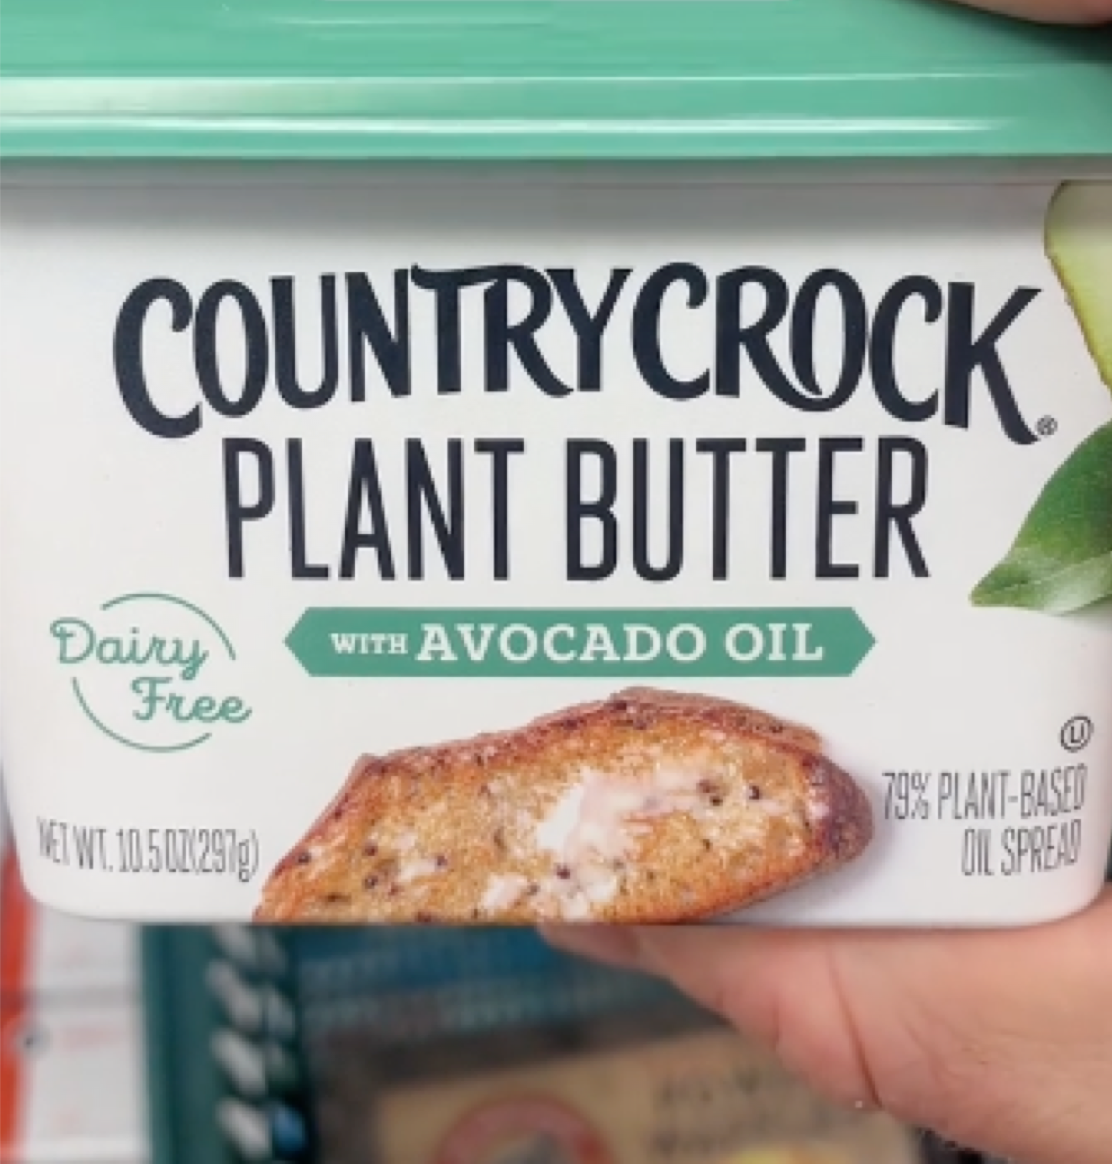 COUNTRY CROCK®
PLANT BUTTER
WITH AVOCADO OIL
Dairy
Free
U
79% PLANT-BASED
OIL SPREAD
NET WT. 10.5 OZ (297g)